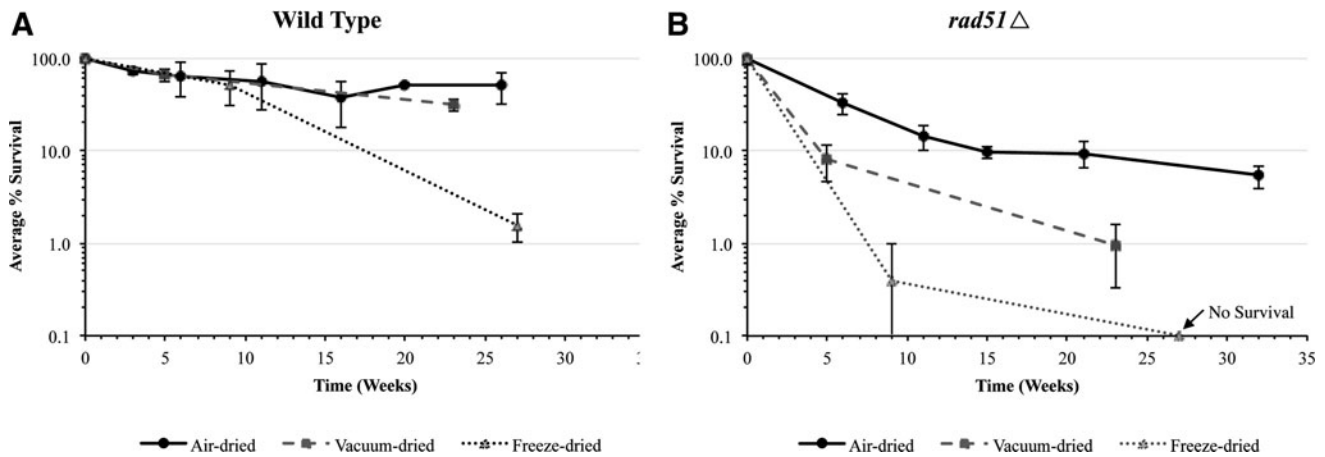 A
Wild Type
Average % Survival
100.0
10.0
1.0
0.1
0 5 10 15 20 25 30
Time (Weeks)
Air-dried Vacuum-dried Freeze-dried
B
rad51△
Average % Survival
100.0
10.0
1.0
0.1
No Survival
0 5 10 15 20 25 30 35
Time (Weeks)
Air-dried Vacuum-dried Freeze-dried